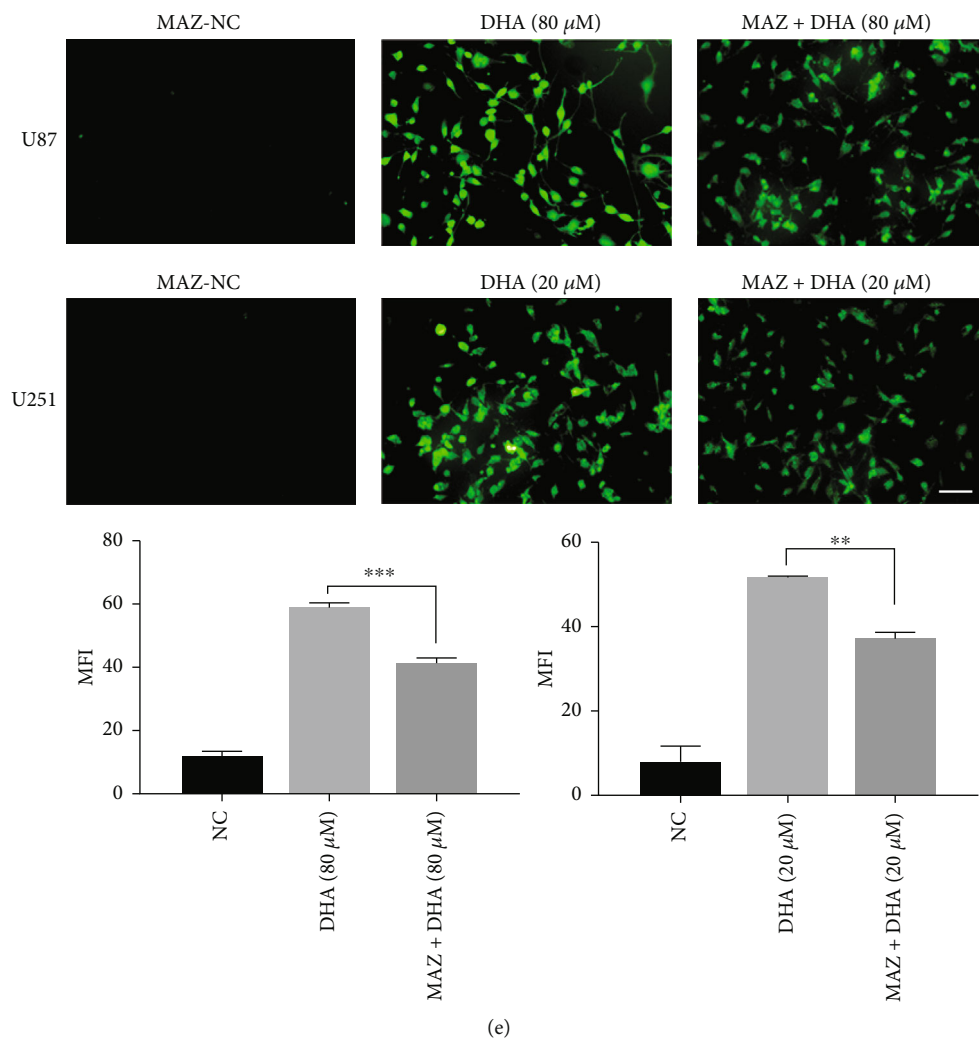 MAZ-NC
DHA (80 μM)
MAZ + DHA (80 μM)
U87
MAZ-NC
DHA (20 μM)
MAZ + DHA (20 μM)
U251
80
60
40
20
0
MFI
***
NC
DHA (80 μM)
MAZ + DHA (80 μM)
60
40
20
0
MFI
**
NC
DHA (20 μM)
MAZ + DHA (20 μM)
(e)